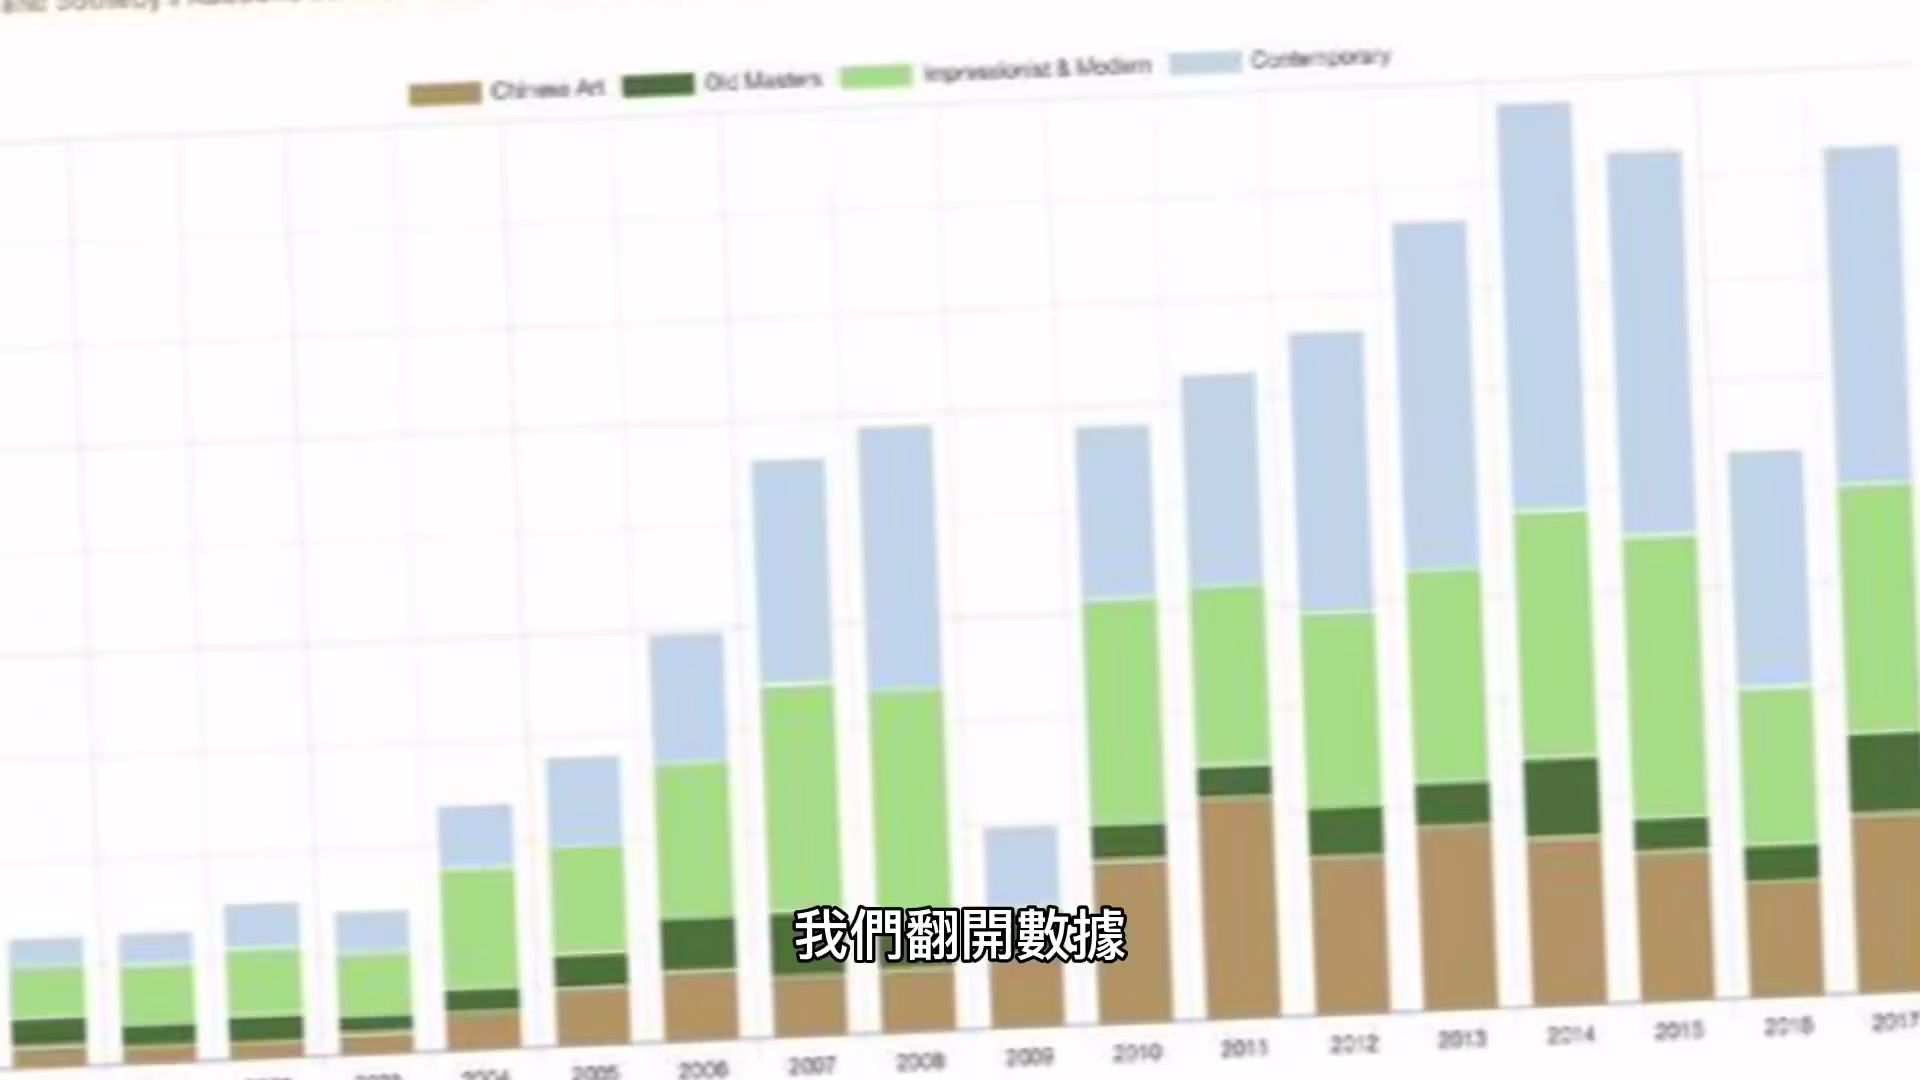 Chinese Art
Old Masters
Impressionist & Modern
Contemporary
我們翻開數據
2004
2005
2006
2007
2008
2009
2010
2011
2012
2013
2014
2015
2016
2017